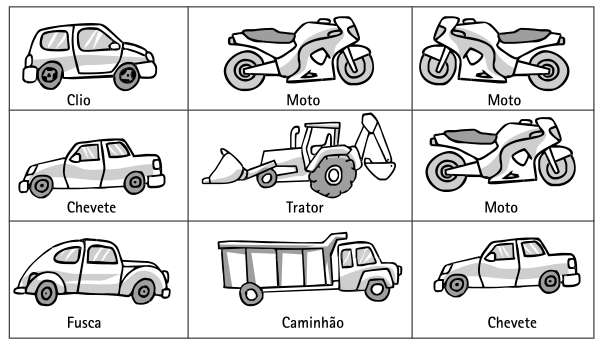 Clio
Moto
Moto
Chevete
Trator
Moto
Fusca
Caminhão
Chevete